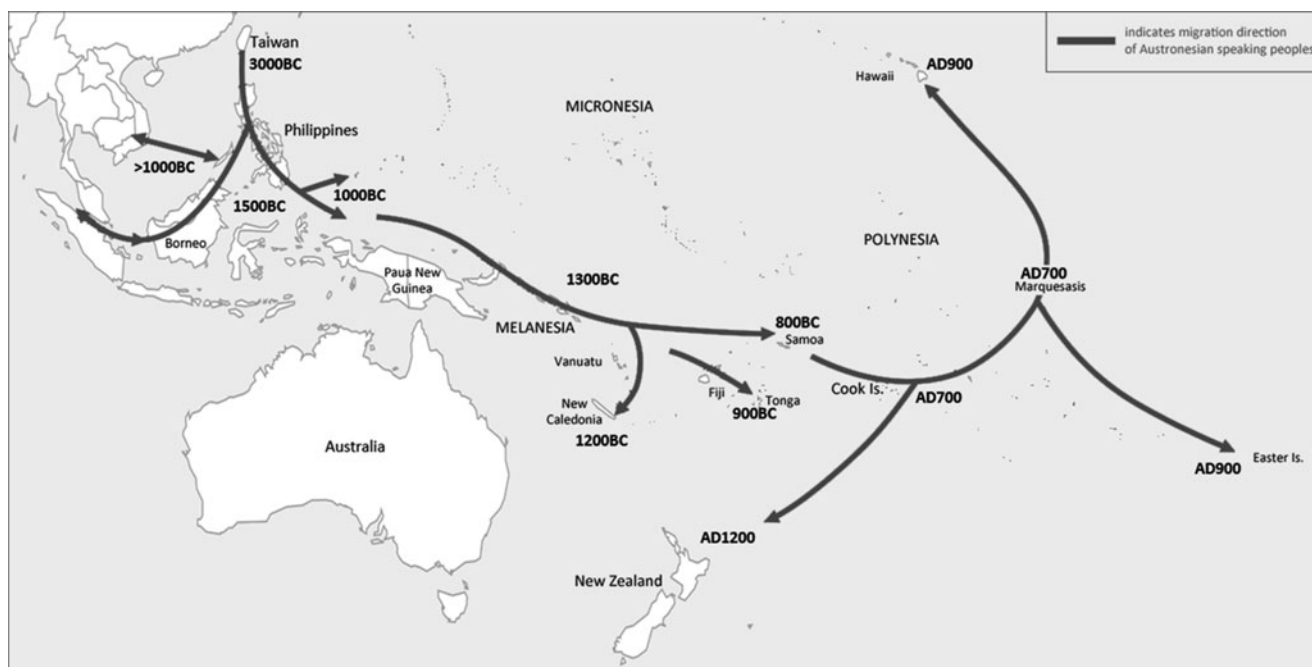 indicates migration direction
of Austronesian speaking peoples
Taiwan
3000BC
AD900
Hawaii
MICRONESIA
Philippines
>1000BC
1000BC
1500BC
Borneo
POLYNESIA
Paua New
Guinea
1300BC
AD700
Marquesasis
MELANESIA
800BC
Samoa
Vanuatu
Fiji
Tonga
Cook Is.
AD700
900BC
New
Caledonia
1200BC
Australia
Easter Is.
AD900
AD1200
New Zealand